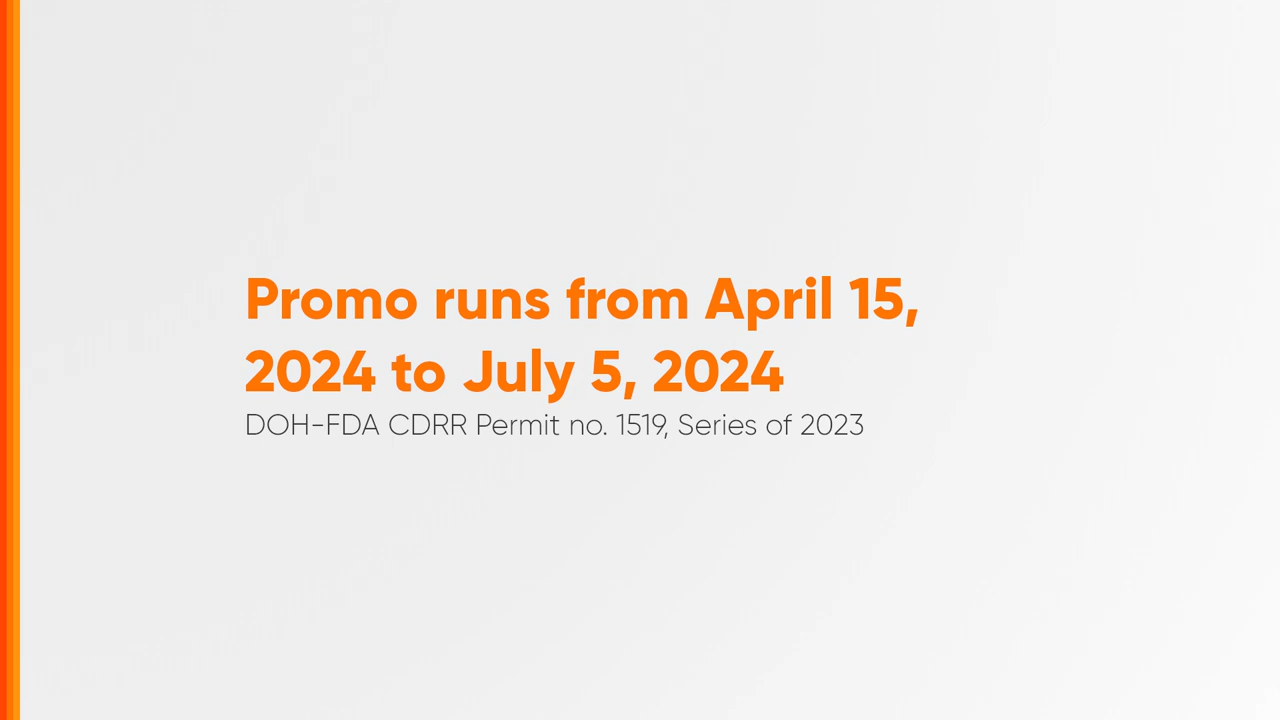 Promo runs from April 15,
2024 to July 5, 2024
DOH-FDA CDRR Permit no. 1519, Series of 2023